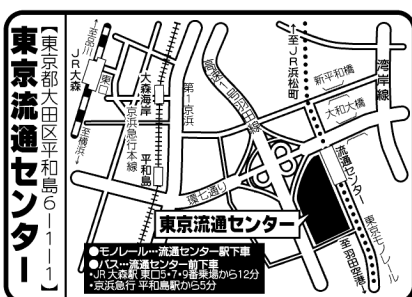 東京流通センター
【東京都大田区平和島6-1-1】
↑至品川
JR大森
東口
至横浜↓
大森海岸
京浜急行本線
平和島
第1京浜
高速1号羽田線
環七通り
↑至JR浜松町
新平和橋
大和大橋
湾岸線
流通センター
東京モノレール
至羽田空港↓
東京流通センター
●モノレール…流通センター駅下車
●バス…流通センター前下車
・JR大森駅 東口5・7・9番乗場から12分
・京浜急行 平和島駅から5分